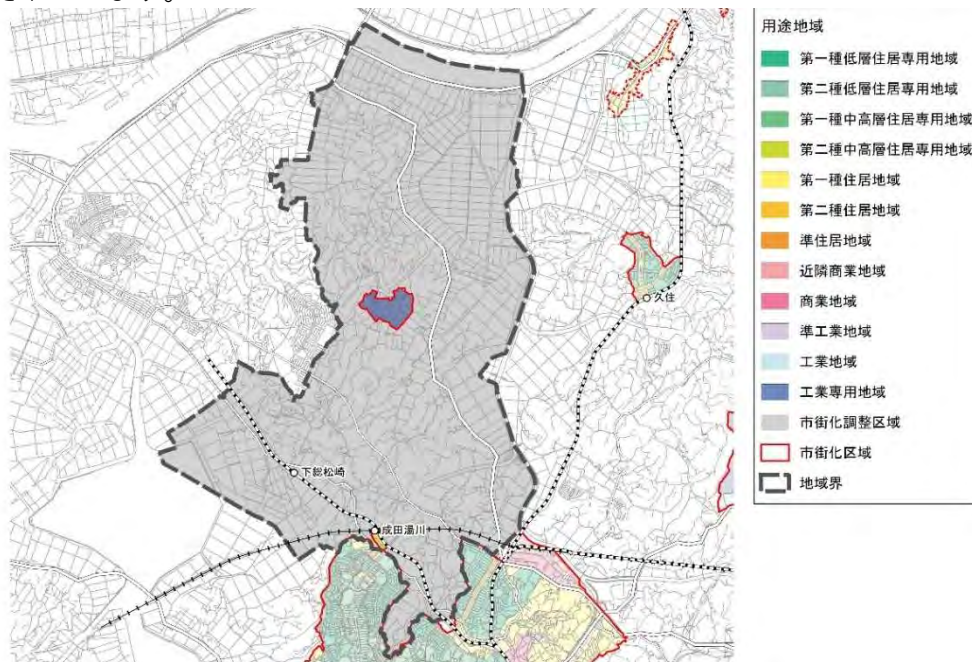 用途地域
第一種低層住居専用地域
第二種低層住居専用地域
第一種中高層住居専用地域
第二種中高層住居専用地域
第一種住居地域
第二種住居地域
準住居地域
近隣商業地域
商業地域
準工業地域
工業地域
工業専用地域
市街化調整区域
市街化区域
地域界
久住
下総松崎
成田湯川